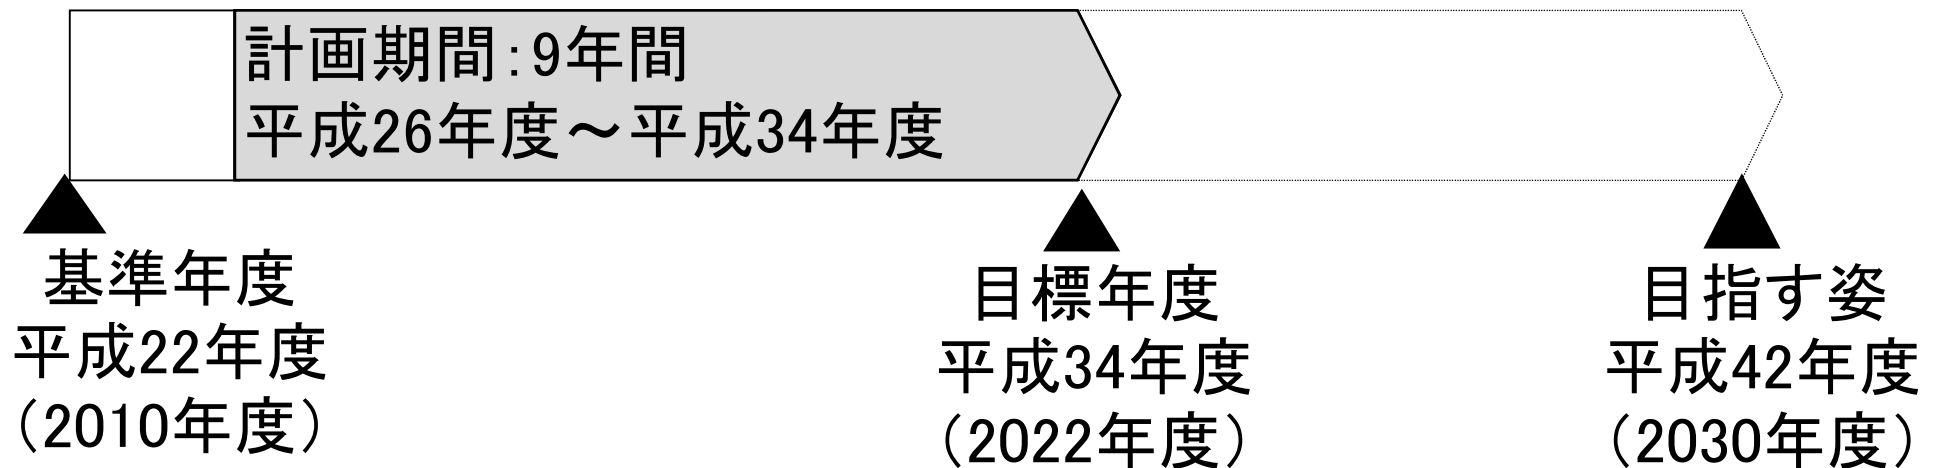 計画期間：9年間
平成26年度～平成34年度
基準年度
平成22年度
（2010年度）
目標年度
平成34年度
（2022年度）
目指す姿
平成42年度
（2030年度）